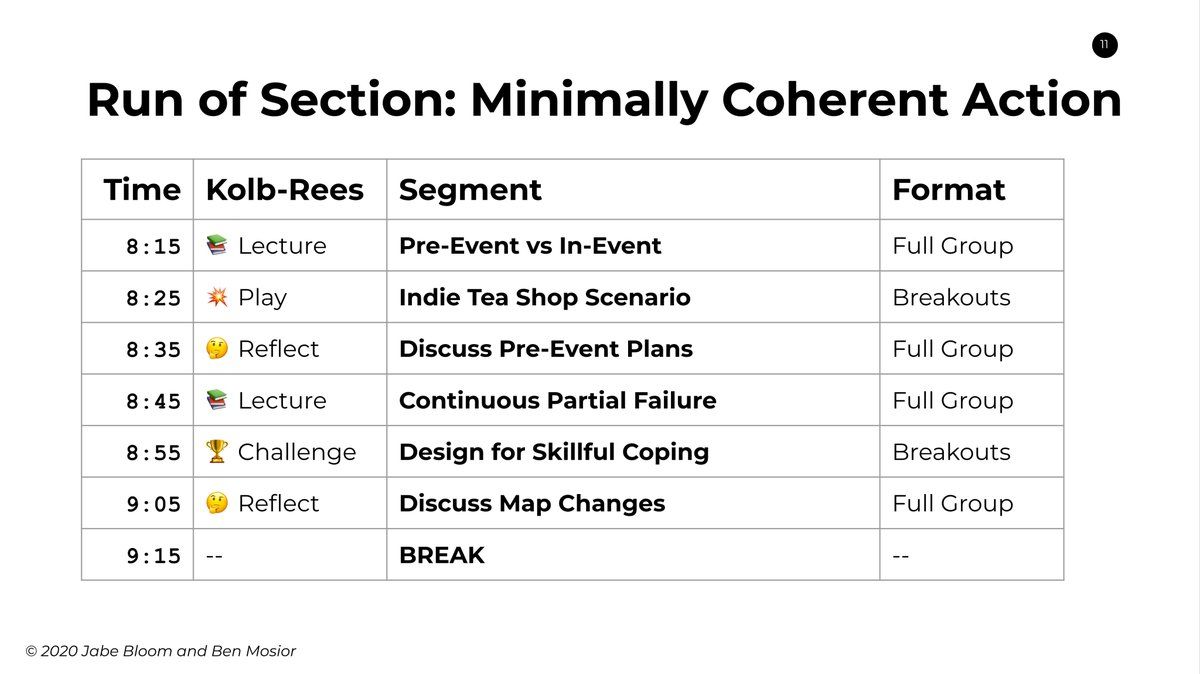 11
Run of Section: Minimally Coherent Action
Time Kolb-Rees Segment Format
8:15 📚 Lecture Pre-Event vs In-Event Full Group
8:25 💥 Play Indie Tea Shop Scenario Breakouts
8:35 🤔 Reflect Discuss Pre-Event Plans Full Group
8:45 📚 Lecture Continuous Partial Failure Full Group
8:55 🏆 Challenge Design for Skillful Coping Breakouts
9:05 🤔 Reflect Discuss Map Changes Full Group
9:15 -- BREAK --
© 2020 Jabe Bloom and Ben Mosior